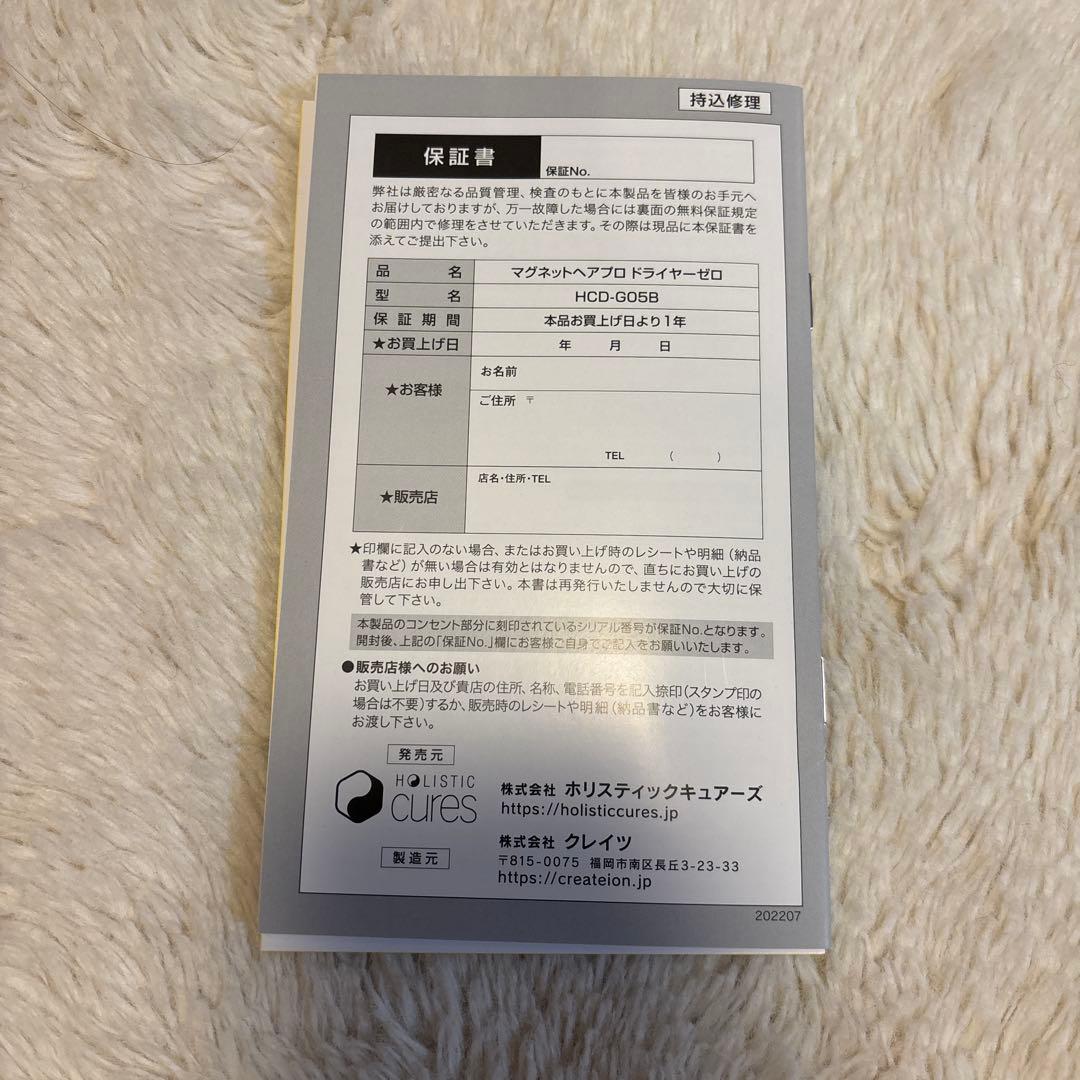 持込修理
保証書
保証No.
弊社は厳密なる品質管理、検査のもとに本製品を皆様のお手元へ
お届けしておりますが、万一故障した場合には裏面の無料保証規定
の範囲内で修理をさせていただきます。その際は現品に本保証書を
添えてご提出下さい。
品名 マグネットヘアプロ ドライヤーゼロ
型名 HCD-G05B
保証期間 本品お買上げ日より1年
★お買上げ日 年 月 日
★お客様 お名前
ご住所 〒
TEL ( )
★販売店 店名・住所・TEL
★印欄に記入のない場合、またはお買い上げ時のレシートや明細（納品
書など）が無い場合は有効とはなりませんので、直ちにお買い上げの
販売店にお申し出下さい。本書は再発行いたしませんので大切に保
管して下さい。
本製品のコンセント部分に刻印されているシリアル番号が保証No.となります。
開封後、上記の「保証No.」欄にお客様ご自身でご記入をお願いいたします。
●販売店様へのお願い
お買い上げ日及び貴店の住所、名称、電話番号を記入捺印（スタンプ印の
場合は不要）するか、販売時のレシートや明細（納品書など）をお客様に
お渡し下さい。
発売元
HOLISTIC
cures
株式会社 ホリスティックキュアーズ
https://holisticcures.jp
製造元
株式会社 クレイツ
〒815-0075 福岡市南区長丘3-23-33
https://createion.jp
202207